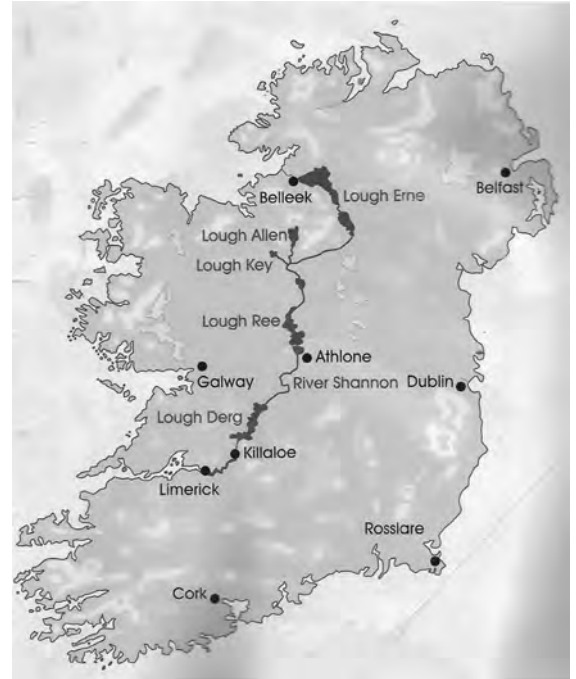 Belleek
Belfast
Lough Erne
Lough Allen
Lough Key
Lough Ree
Athlone
Galway
River Shannon
Dublin
Lough Derg
Killaloe
Limerick
Rosslare
Cork